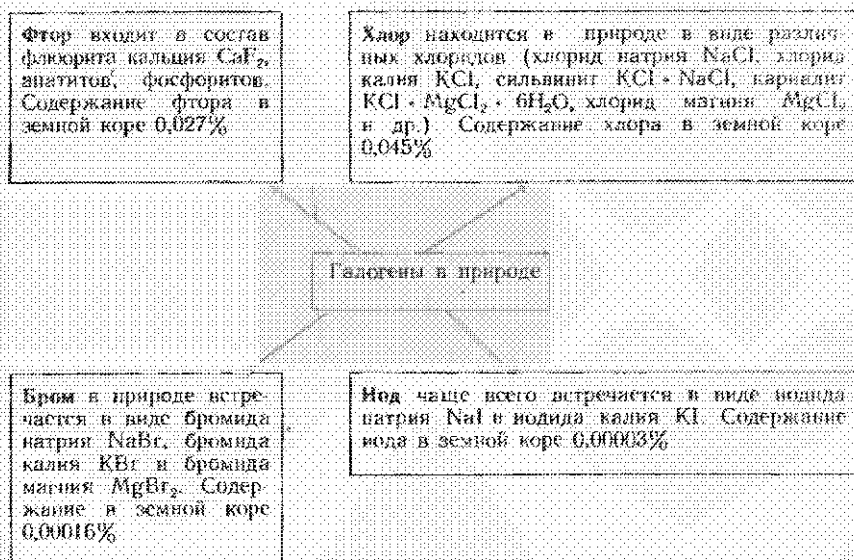 Фтор входит в состав
флюорита кальция CaF₂,
апатитов, фосфоритов.
Содержание фтора в
земной коре 0,027%
Хлор находится в природе в виде различ-
ных хлоридов (хлорид натрия NaCl, хлорид
калия KCl, сильвинит KCl · NaCl, карналит
KCl · MgCl₂ · 6H₂O, хлорид магния MgCl₂
и др.) Содержание хлора в земной коре
0,045%
Галогены в природе
Бром в природе встре-
чается в виде бромида
натрия NaBr, бромида
калия KBr и бромида
магния MgBr₂. Содер-
жание в земной коре
0,00016%
Иод чаще всего встречается в виде иодида
натрия NaI и иодида калия KI. Содержание
иода в земной коре 0,00003%